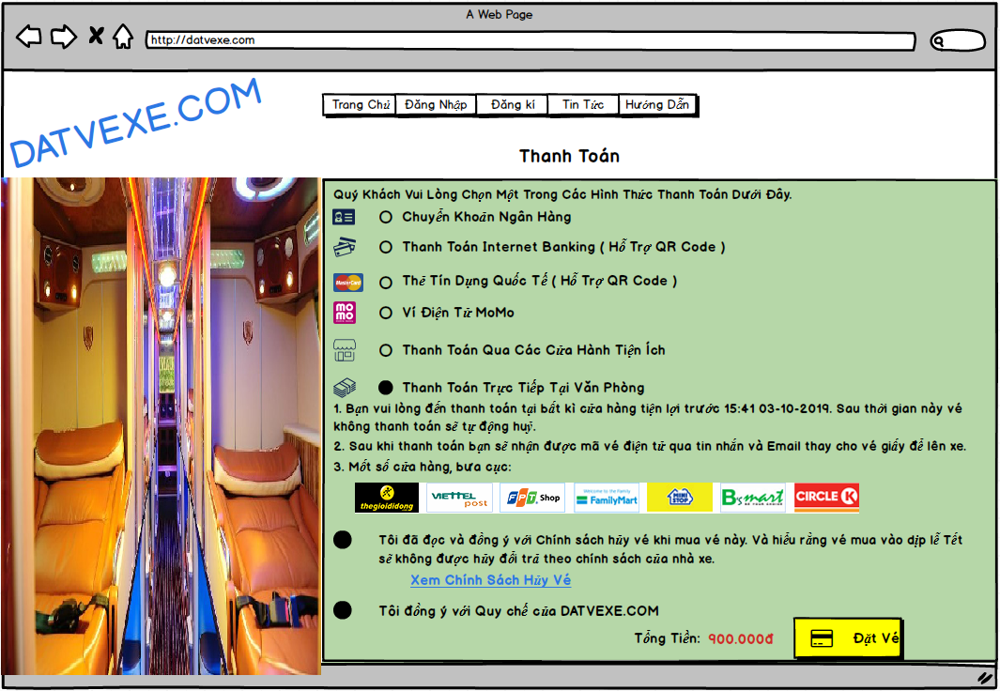 A Web Page
http://datvexe.com
DATVEXE.COM
Trang Chủ Đăng Nhập Đăng kí Tin Tức Hướng Dẫn
Thanh Toán
Quý Khách Vui Lòng Chọn Một Trong Các Hình Thức Thanh Toán Dưới Đây.
Chuyển Khoản Ngân Hàng
Thanh Toán Internet Banking ( Hỗ Trợ QR Code )
MasterCard
Thẻ Tín Dụng Quốc Tế ( Hỗ Trợ QR Code )
mo mo
Ví Điện Tử MoMo
Thanh Toán Qua Các Cửa Hành Tiện Ích
Thanh Toán Trực Tiếp Tại Văn Phòng
1. Bạn vui lòng đến thanh toán tại bất kì cửa hàng tiện lợi trước 15:41 03-10-2019. Sau thời gian này vé
không thanh toán sẽ tự động huỷ.
2. Sau khi thanh toán bạn sẽ nhận được mã vé điện tử qua tin nhắn và Email thay cho vé giấy để lên xe.
3. Một số cửa hàng, bưa cục:
thegioididong VIETTEL post FPT Shop Welcome to the Family FamilyMart MINI STOP B's mart CIRCLE K
Tôi đã đọc và đồng ý với Chính sách hủy vé khi mua vé này. Và hiểu rằng vé mua vào dịp lễ Tết
sẽ không được hủy đổi trả theo chính sách của nhà xe.
Xem Chính Sách Hủy Vé
Tôi đồng ý với Quy chế của DATVEXE.COM
Tổng Tiền: 900.000đ Đặt Vé